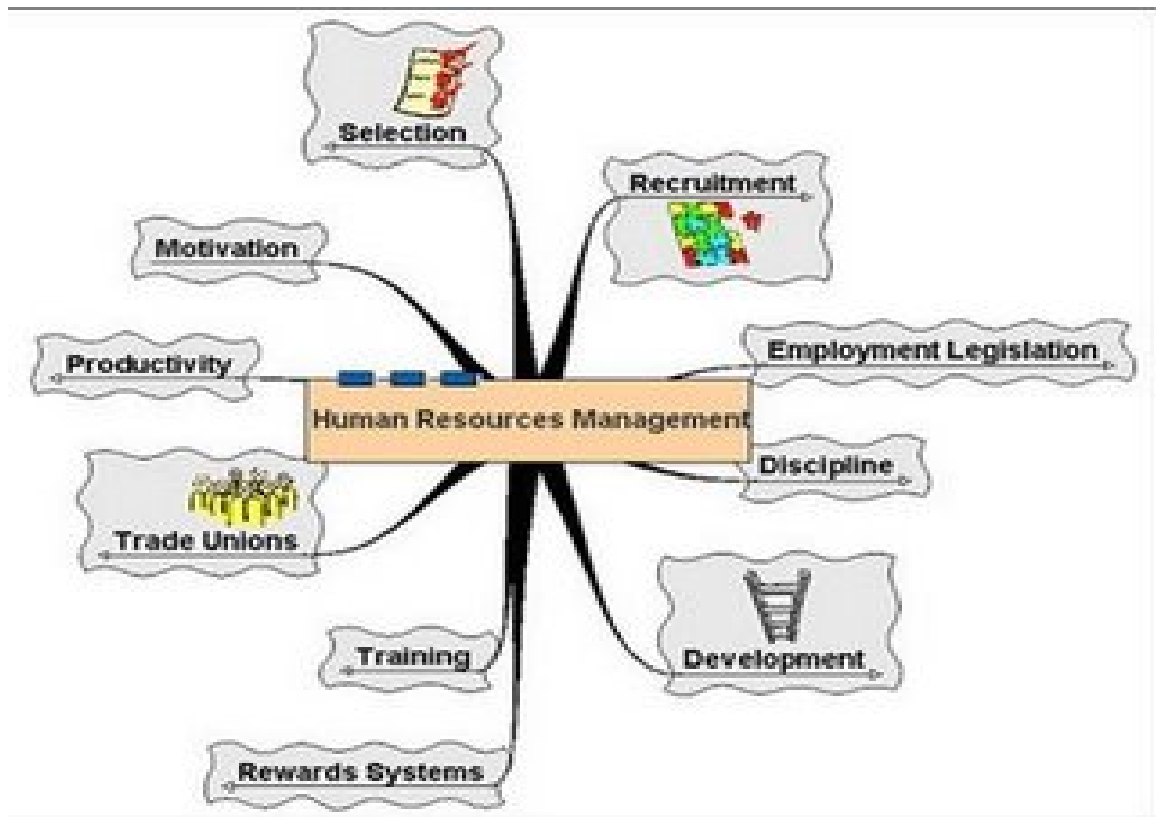 Selection
Recruitment
Motivation
Employment Legislation
Productivity
Human Resources Management
Discipline
Trade Unions
Training
Development
Rewards Systems